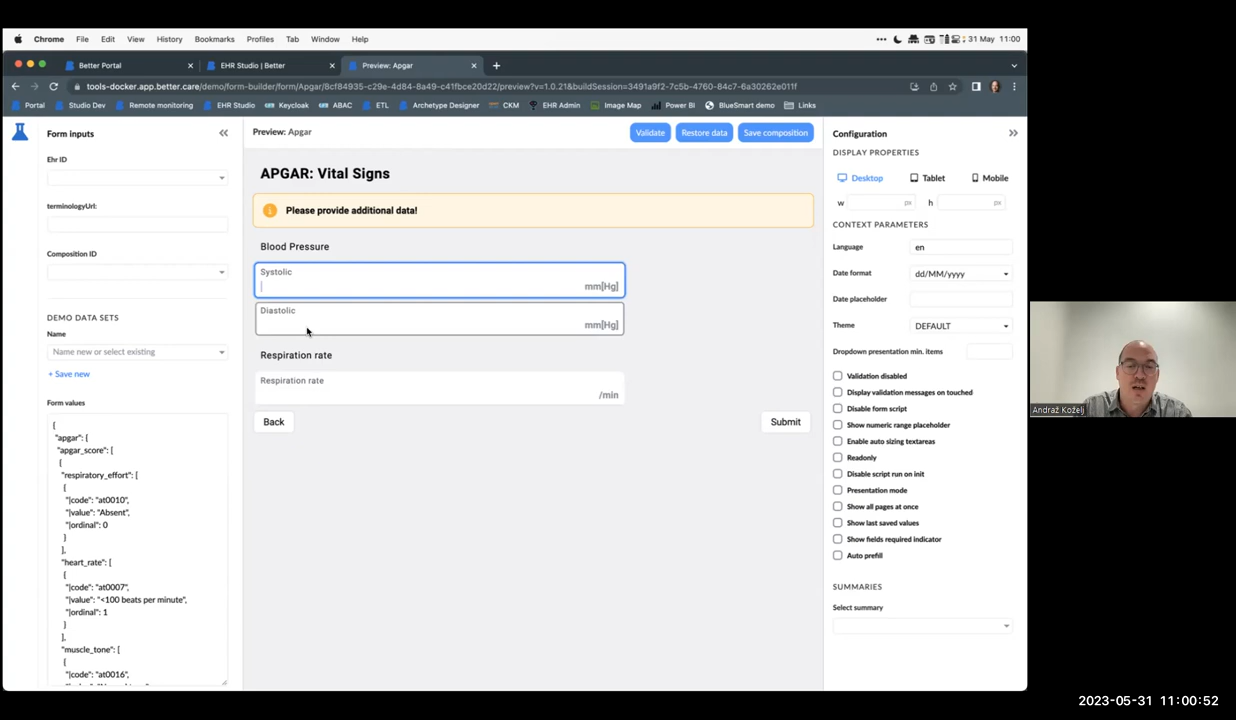 Chrome File Edit View History Bookmarks Profiles Tab Window Help 31 May 11:00
Better Portal EHR Studio | Better Preview: Apgar
tools-docker.app.better.care/demo/form-builder/form/Apgar/8cf84935-c29e-4d84-8a49-c41fbce20d22/preview?v=1.0.21&buildSession=3491a9f2-7c5b-4760-84c7-6a30262e011f
Portal Studio Dev Remote monitoring EHR Studio Keycloak ABAC ETL Archetype Designer CKM EHR Admin Image Map Power BI BlueSmart demo Links
Form inputs
Ehr ID
terminologyUrl:
Composition ID
DEMO DATA SETS
Name
Name new or select existing
+ Save new
Form values
{
"apgar": {
"apgar_score": [
{
"respiratory_effort": [
{
"|code": "at0010",
"|value": "Absent",
"|ordinal": 0
}
],
"heart_rate": [
{
"|code": "at0007",
"|value": "<100 beats per minute",
"|ordinal": 1
}
],
"muscle_tone": [
{
"|code": "at0016",
Preview: Apgar
Validate Restore data Save composition
APGAR: Vital Signs
Please provide additional data!
Blood Pressure
Systolic
mm[Hg]
Diastolic
mm[Hg]
Respiration rate
Respiration rate
/min
Back Submit
Configuration
DISPLAY PROPERTIES
Desktop Tablet Mobile
w px h px
CONTEXT PARAMETERS
Language en
Date format dd/MM/yyyy
Date placeholder
Theme DEFAULT
Dropdown presentation min. items
Validation disabled
Display validation messages on touched
Disable form script
Show numeric range placeholder
Enable auto sizing textareas
Readonly
Disable script run on init
Presentation mode
Show all pages at once
Show last saved values
Show fields required indicator
Auto prefill
SUMMARIES
Select summary
Andraž Koželj
2023-05-31 11:00:52